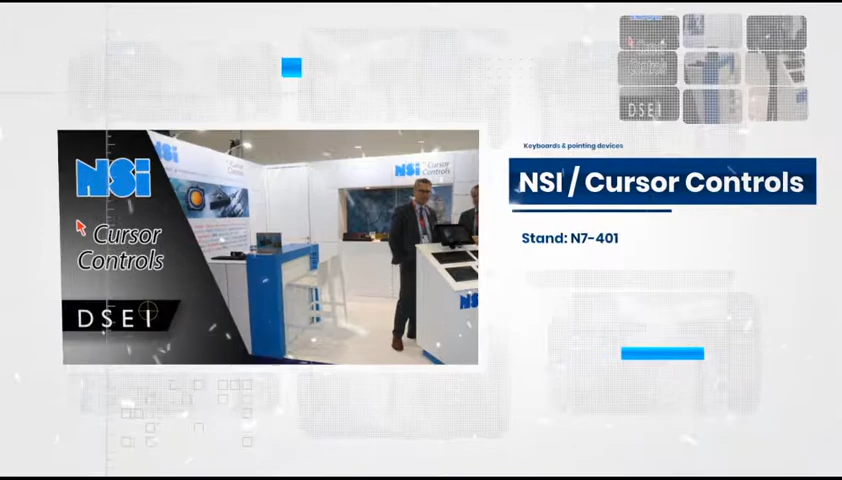 NSi
Cursor
Controls
DSEI
NSi
Cursor
Controls
NSi
Cursor
Controls
DSEI
Keyboards & pointing devices
NSI / Cursor Controls
Stand: N7-401